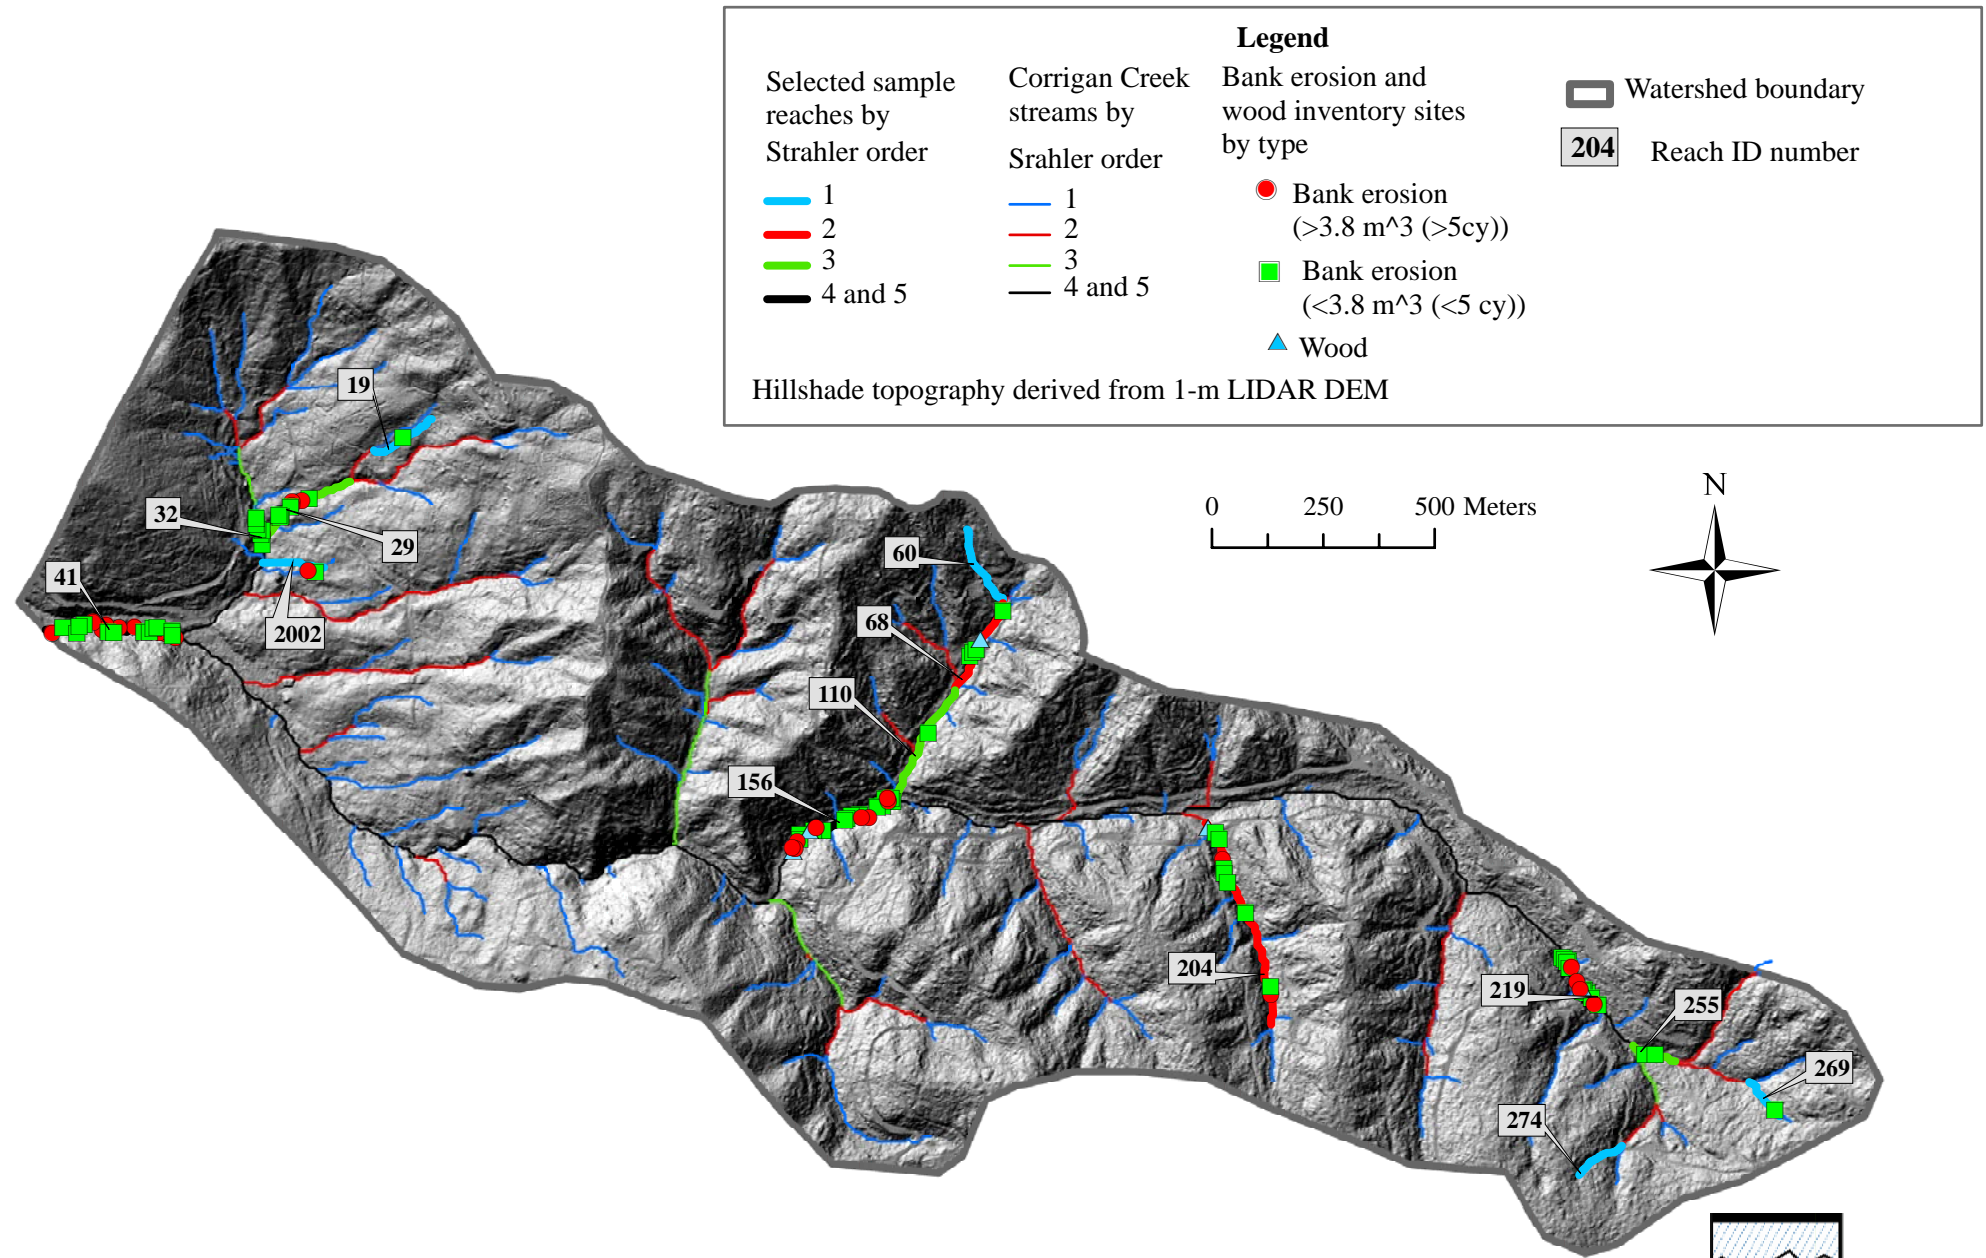 Legend
Selected sample
reaches by
Strahler order
1
2
3
4 and 5
Corrigan Creek
streams by
Srahler order
1
2
3
4 and 5
Bank erosion and
wood inventory sites
by type
Bank erosion
(>3.8 m^3 (>5cy))
Bank erosion
(<3.8 m^3 (<5 cy))
Wood
Watershed boundary
204
Reach ID number
Hillshade topography derived from 1-m LIDAR DEM
0 250 500 Meters
N
19
32
29
41
2002
60
68
110
156
204
219
255
269
274